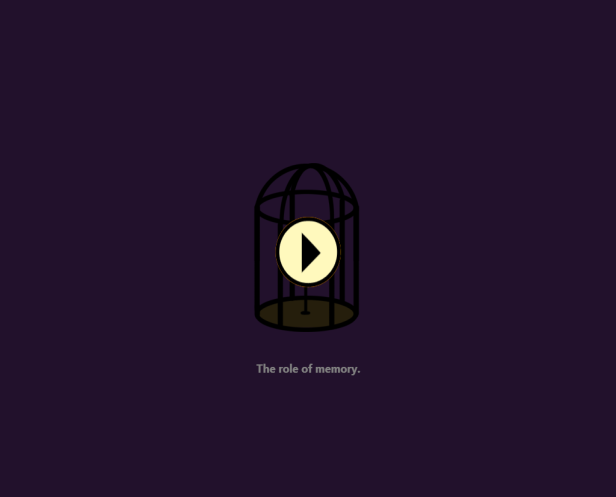 The role of memory.